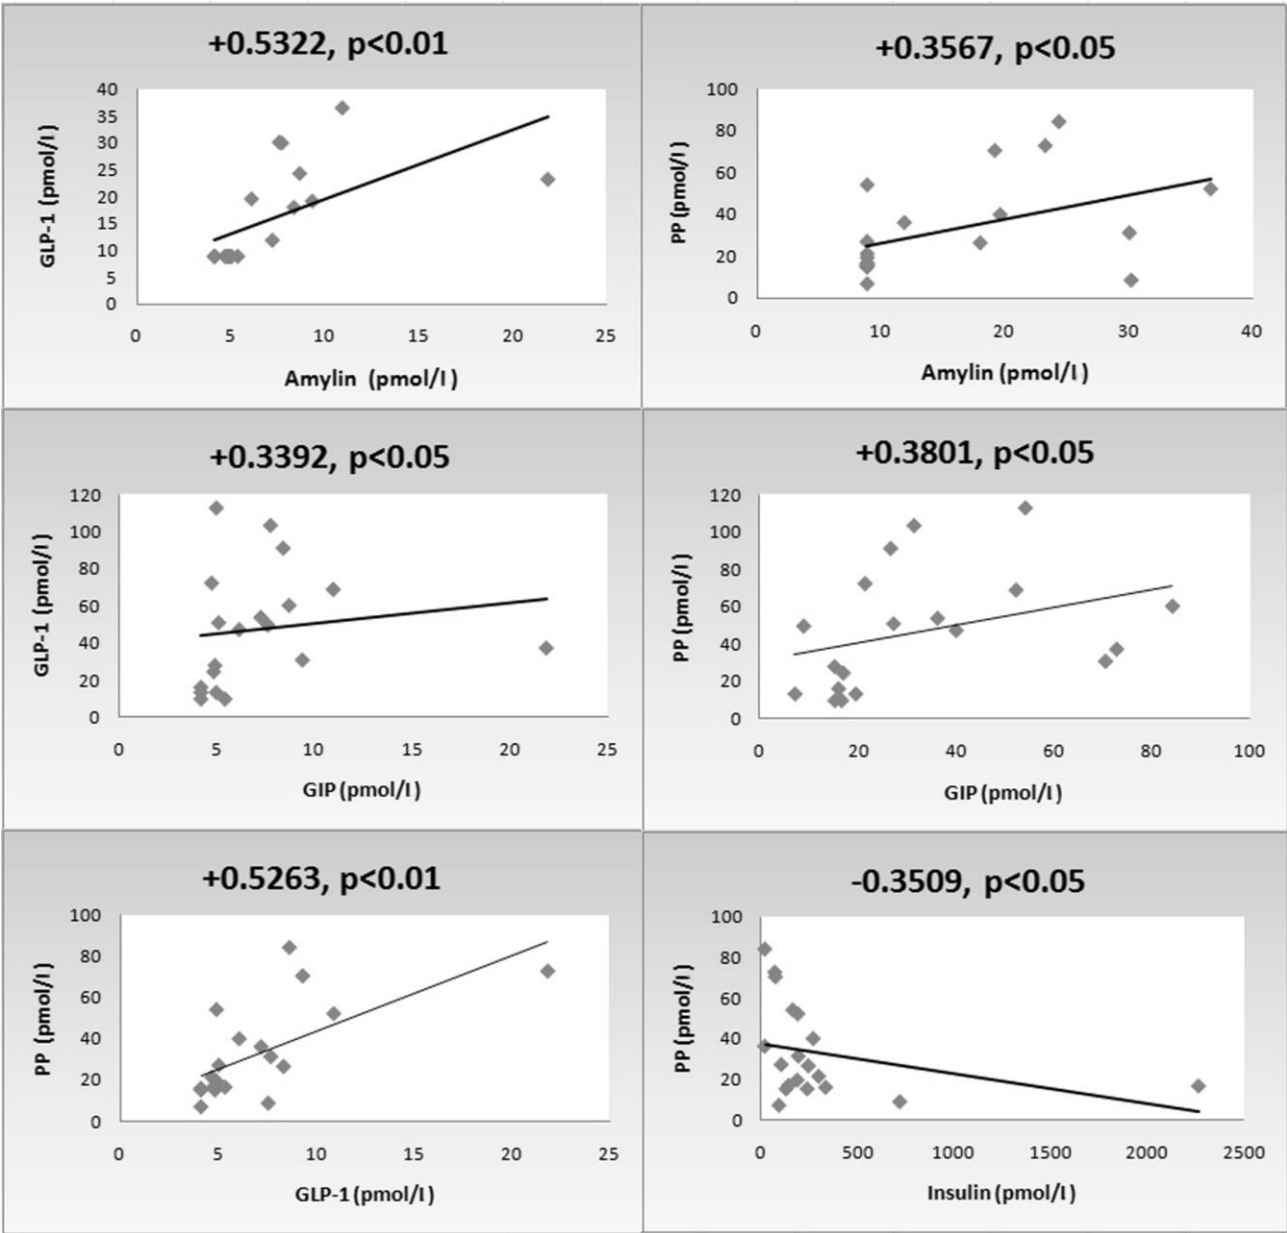 +0.5322, p<0.01
40
35
30
25
20
15
10
5
0
GLP-1 (pmol/l)
0 5 10 15 20 25
Amylin (pmol/l)
+0.3567, p<0.05
100
80
60
40
20
0
PP (pmol/l)
0 10 20 30 40
Amylin (pmol/l)
+0.3392, p<0.05
120
100
80
60
40
20
0
GLP-1 (pmol/l)
0 5 10 15 20 25
GIP (pmol/l)
+0.3801, p<0.05
120
100
80
60
40
20
0
PP (pmol/l)
0 20 40 60 80 100
GIP (pmol/l)
+0.5263, p<0.01
100
80
60
40
20
0
PP (pmol/l)
0 5 10 15 20 25
GLP-1 (pmol/l)
-0.3509, p<0.05
100
80
60
40
20
0
PP (pmol/l)
0 500 1000 1500 2000 2500
Insulin (pmol/l)